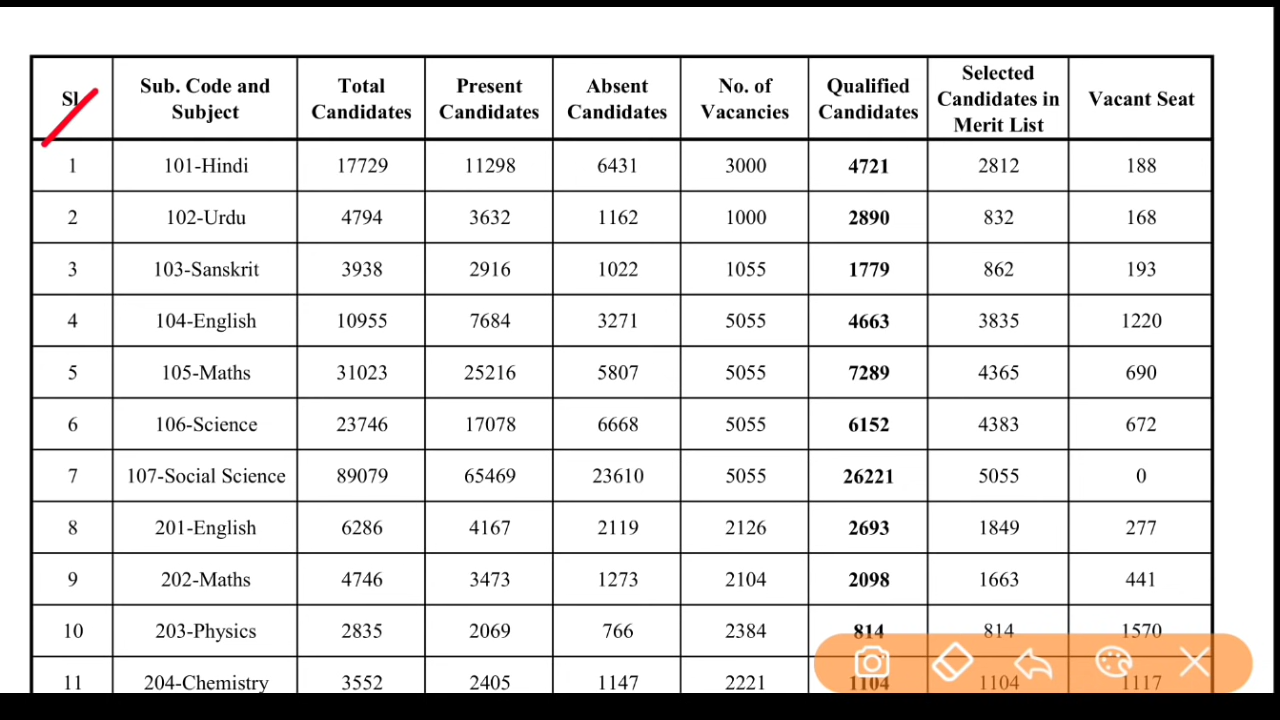 Sl Sub. Code and Subject Total Candidates Present Candidates Absent Candidates No. of Vacancies Qualified Candidates Selected Candidates in Merit List Vacant Seat
1 101-Hindi 17729 11298 6431 3000 4721 2812 188
2 102-Urdu 4794 3632 1162 1000 2890 832 168
3 103-Sanskrit 3938 2916 1022 1055 1779 862 193
4 104-English 10955 7684 3271 5055 4663 3835 1220
5 105-Maths 31023 25216 5807 5055 7289 4365 690
6 106-Science 23746 17078 6668 5055 6152 4383 672
7 107-Social Science 89079 65469 23610 5055 26221 5055 0
8 201-English 6286 4167 2119 2126 2693 1849 277
9 202-Maths 4746 3473 1273 2104 2098 1663 441
10 203-Physics 2835 2069 766 2384 814 814 1570
11 204-Chemistry 3552 2405 1147 2221 1104 1104 1117